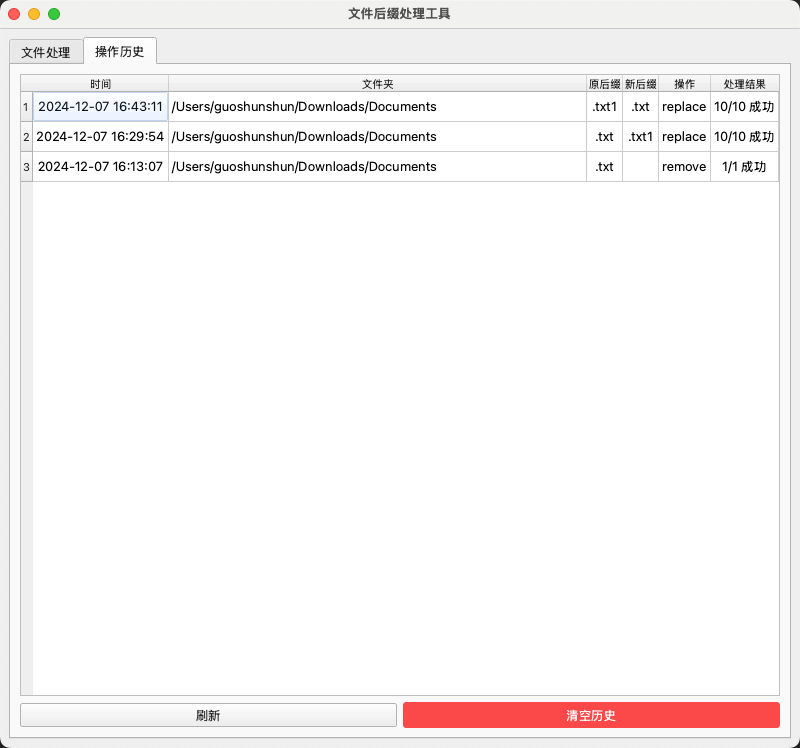 文件后缀处理工具
文件处理 操作历史
时间 文件夹 原后缀 新后缀 操作 处理结果
1 2024-12-07 16:43:11 /Users/guoshunshun/Downloads/Documents .txt1 .txt replace 10/10 成功
2 2024-12-07 16:29:54 /Users/guoshunshun/Downloads/Documents .txt .txt1 replace 10/10 成功
3 2024-12-07 16:13:07 /Users/guoshunshun/Downloads/Documents .txt remove 1/1 成功
刷新 清空历史